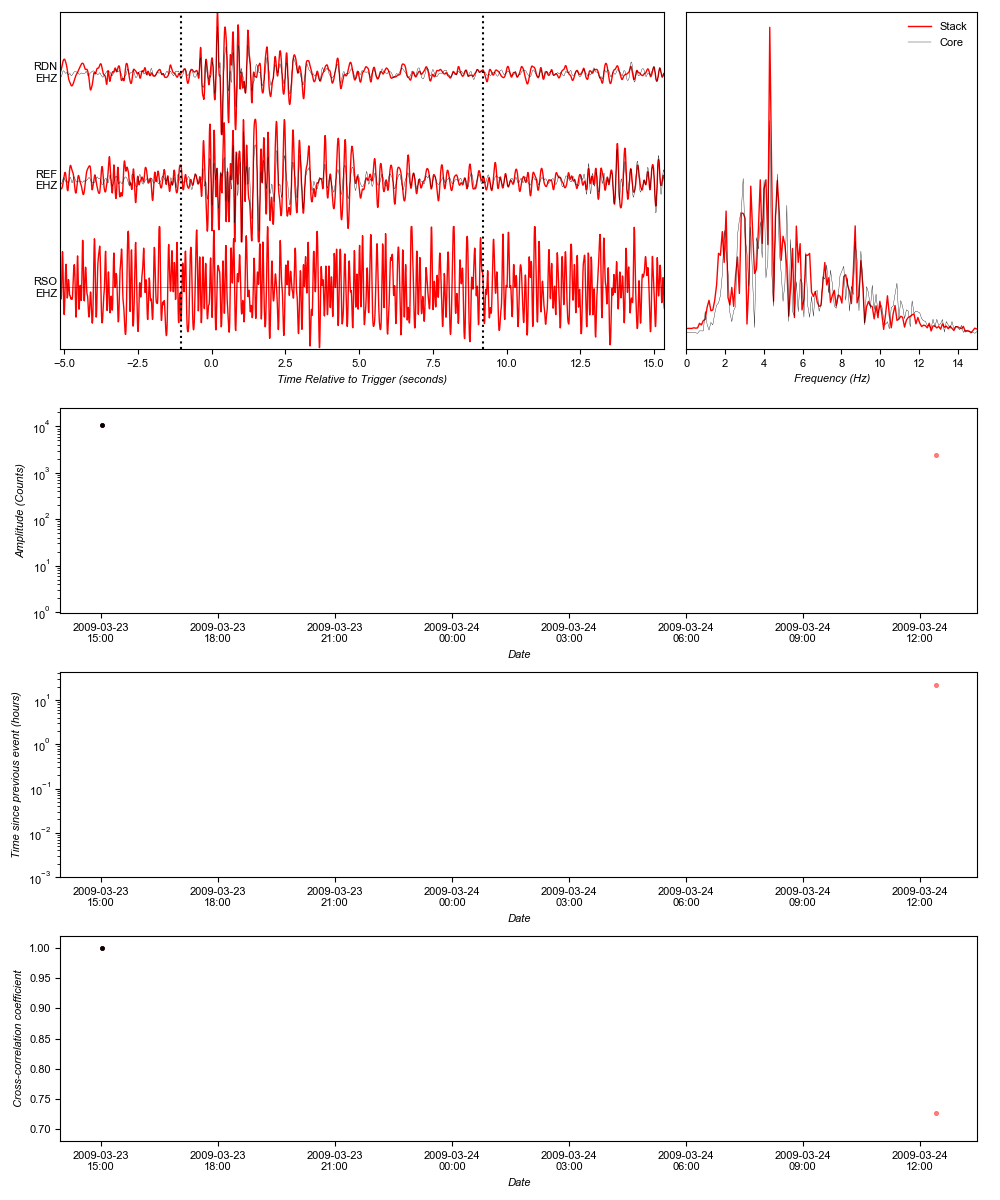 RDN
EHZ
REF
EHZ
RSO
EHZ
−5.0 −2.5 0.0 2.5 5.0 7.5 10.0 12.5 15.0
Time Relative to Trigger (seconds)
Stack
Core
0 2 4 6 8 10 12 14
Frequency (Hz)
Amplitude (Counts)
10⁴
10³
10²
10¹
10⁰
2009-03-23 2009-03-23 2009-03-23 2009-03-24 2009-03-24 2009-03-24 2009-03-24 2009-03-24
15:00 18:00 21:00 00:00 03:00 06:00 09:00 12:00
Date
Time since previous event (hours)
10¹
10⁰
10⁻¹
10⁻²
10⁻³
2009-03-23 2009-03-23 2009-03-23 2009-03-24 2009-03-24 2009-03-24 2009-03-24 2009-03-24
15:00 18:00 21:00 00:00 03:00 06:00 09:00 12:00
Date
Cross-correlation coefficient
1.00
0.95
0.90
0.85
0.80
0.75
0.70
2009-03-23 2009-03-23 2009-03-23 2009-03-24 2009-03-24 2009-03-24 2009-03-24 2009-03-24
15:00 18:00 21:00 00:00 03:00 06:00 09:00 12:00
Date